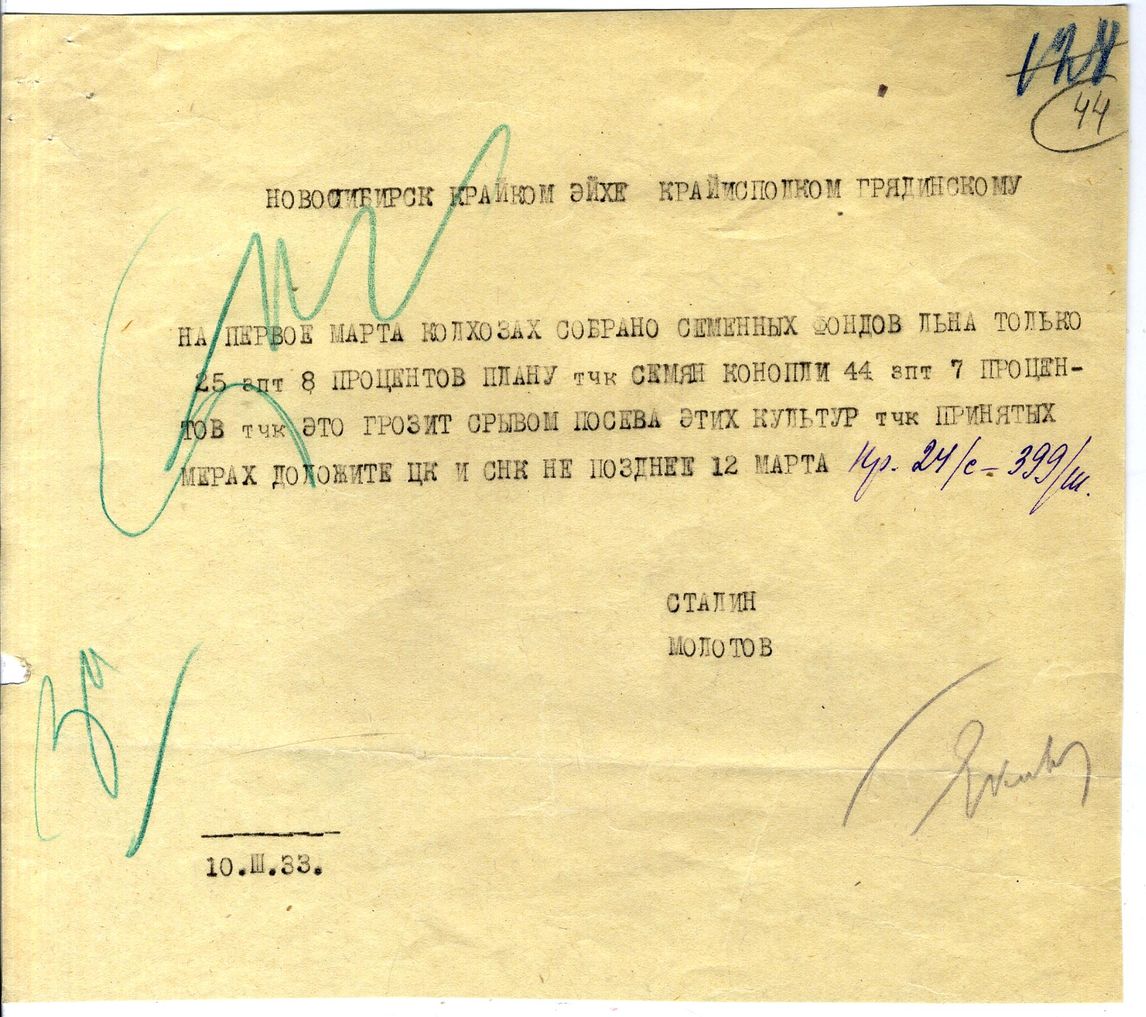 44
НОВОСИБИРСК КРАЙКОМ ЭЙХЕ КРАЙИСПОЛКОМ ГРЯДИНСКОМУ
НА ПЕРВОЕ МАРТА КОЛХОЗАХ СОБРАНО СЕМЕННЫХ ФОНДОВ ЛЬНА ТОЛЬКО
25 зпт 8 ПРОЦЕНТОВ ПЛАНУ тчк СЕМЯН КОНОПЛИ 44 зпт 7 ПРОЦЕН-
ТОВ тчк ЭТО ГРОЗИТ СРЫВОМ ПОСЕВА ЭТИХ КУЛЬТУР тчк ПРИНЯТЫХ
МЕРАХ ДОЛОЖИТЕ ЦК И СНК НЕ ПОЗДНЕЕ 12 МАРТА 24/с - 399/ш.
СТАЛИН
МОЛОТОВ
10.III.33.